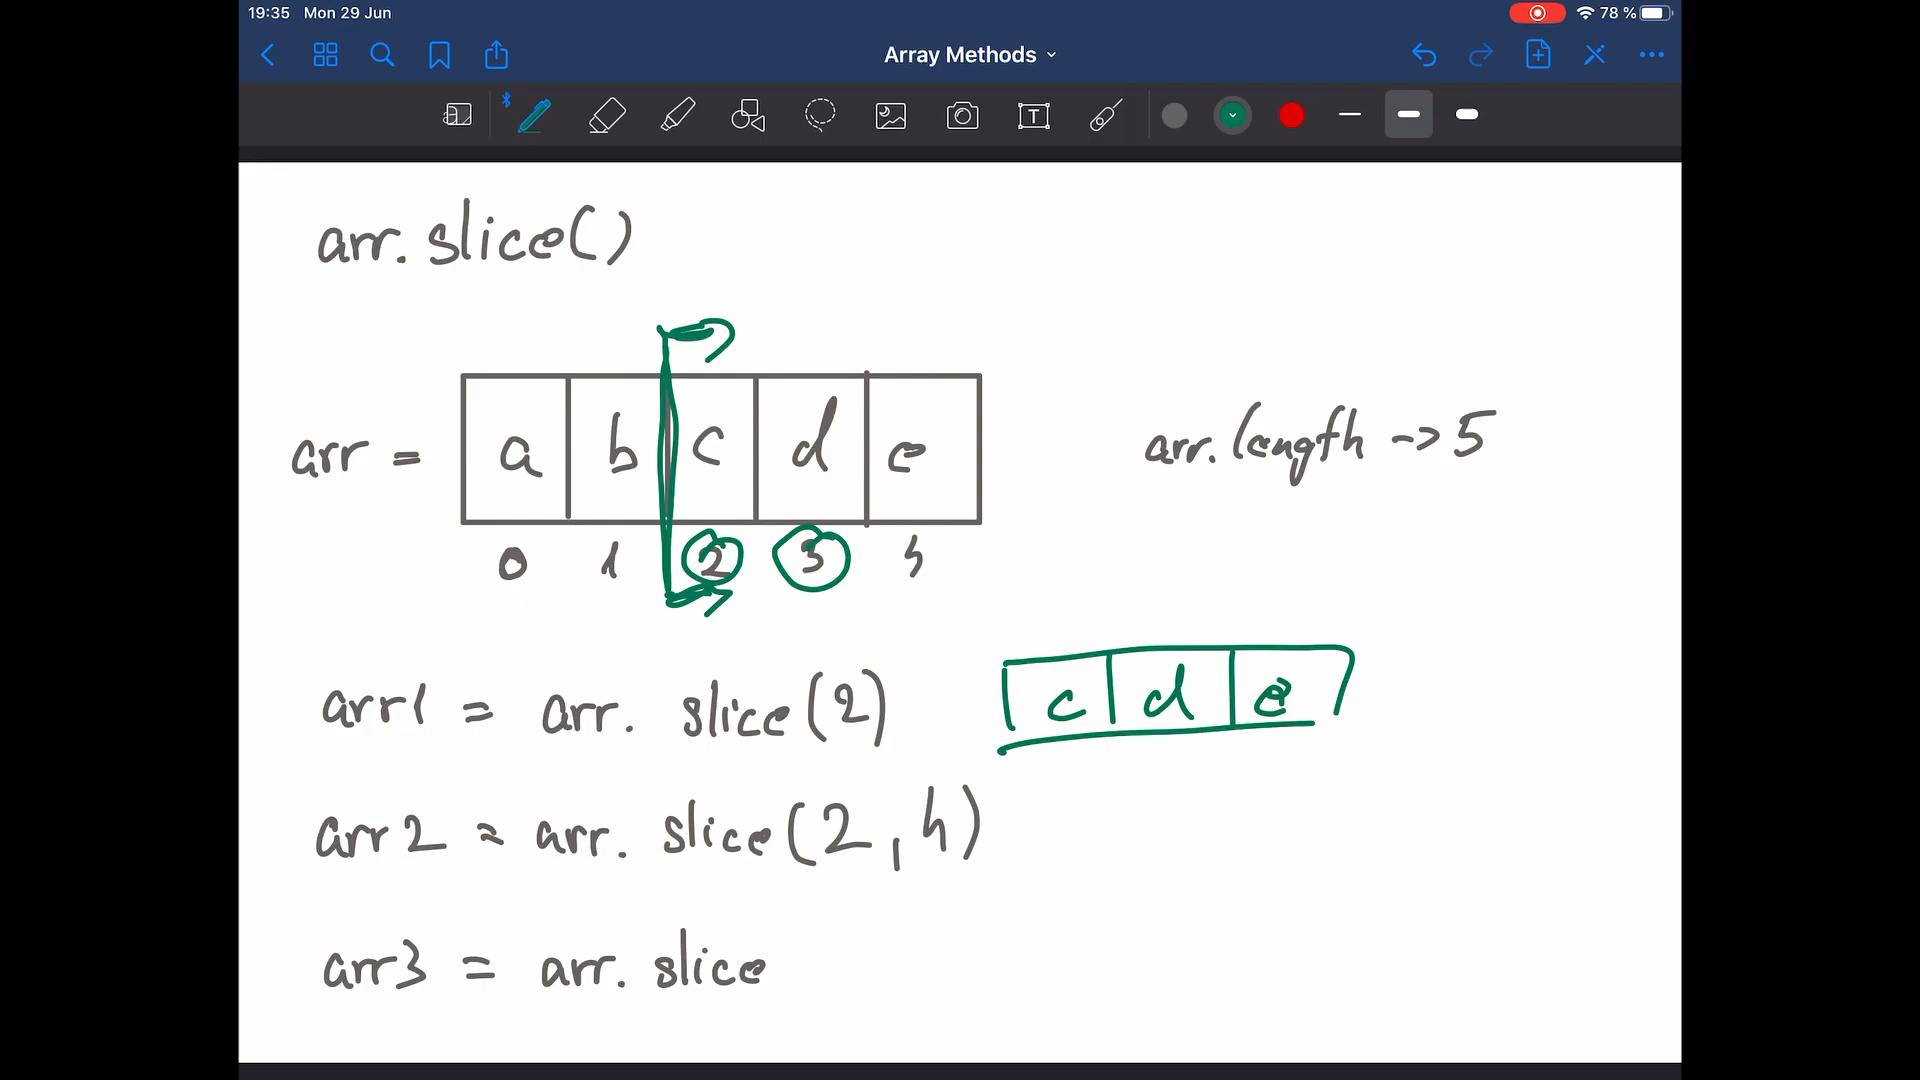 19:35 Mon 29 Jun
78 %
Array Methods
T
arr. slice()
arr = a b c d e
arr. length -> 5
0 1 2 3 4
arr1 = arr. slice(2)
c d e
arr2 = arr. slice(2, 4)
arr3 = arr. slice